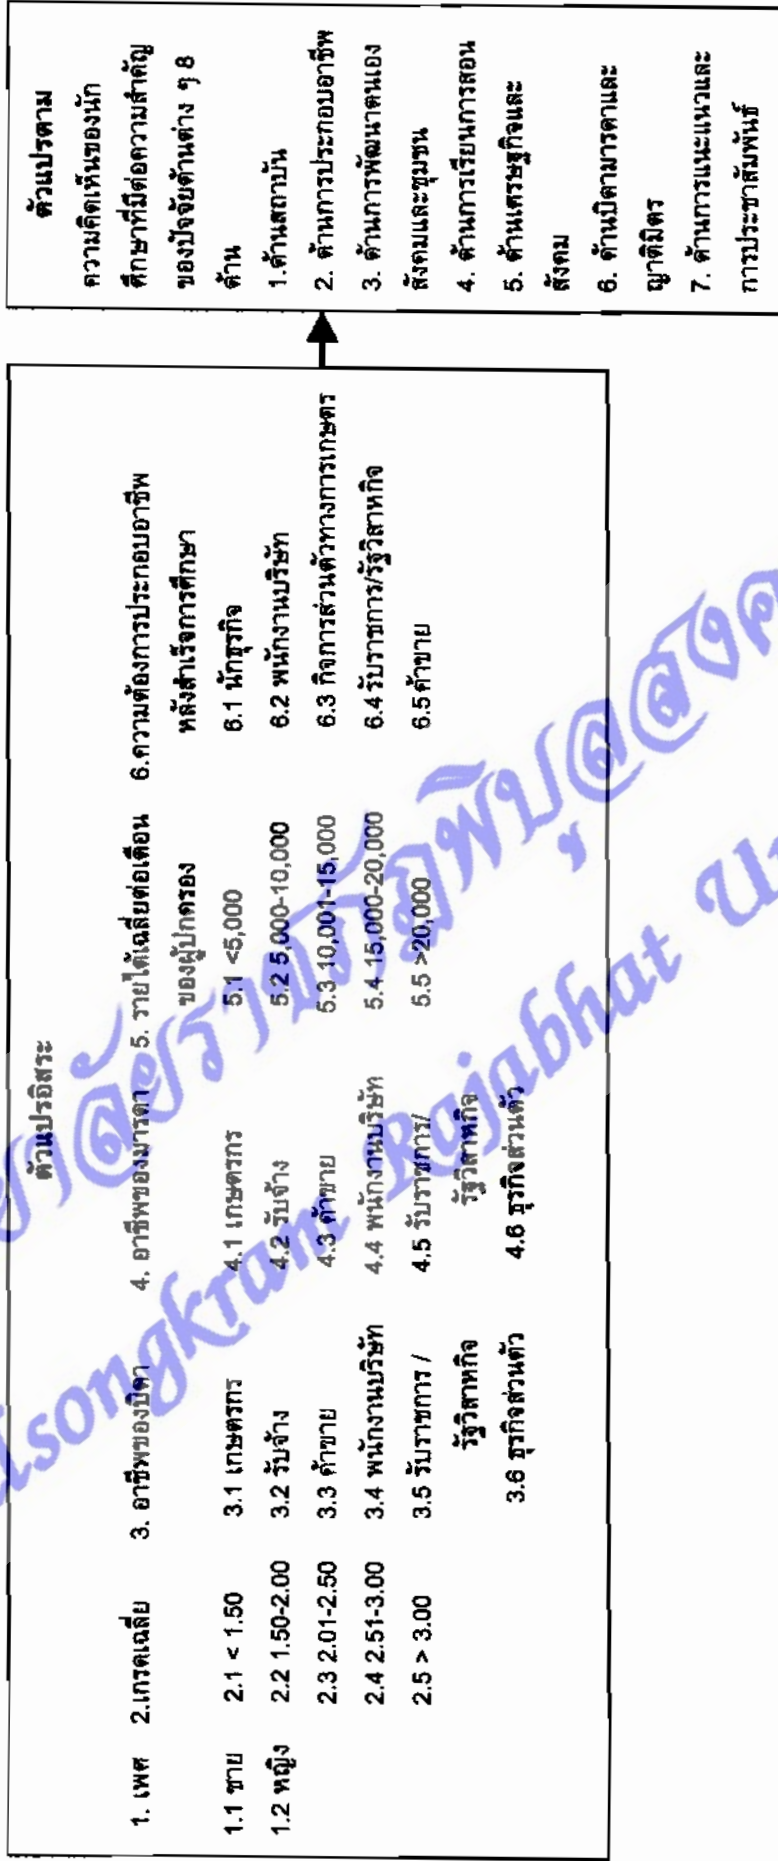 ตัวแปรอิสระ
1. เพศ
1.1 ชาย
1.2 หญิง
2.เกรดเฉลี่ย
2.1 < 1.50
2.2 1.50-2.00
2.3 2.01-2.50
2.4 2.51-3.00
2.5 > 3.00
3. อาชีพของบิดา
3.1 เกษตรกร
3.2 รับจ้าง
3.3 ค้าขาย
3.4 พนักงานบริษัท
3.5 รับราชการ /
รัฐวิสาหกิจ
3.6 ธุรกิจส่วนตัว
4. อาชีพของมารดา
4.1 เกษตรกร
4.2 รับจ้าง
4.3 ค้าขาย
4.4 พนักงานบริษัท
4.5 รับราชการ/
รัฐวิสาหกิจ
4.6 ธุรกิจส่วนตัว
5. รายได้เฉลี่ยต่อเดือน
ของผู้ปกครอง
5.1 <5,000
5.2 5,000-10,000
5.3 10,001-15,000
5.4 15,000-20,000
5.5 >20,000
6.ความต้องการประกอบอาชีพ
หลังสำเร็จการศึกษา
6.1 นักธุรกิจ
6.2 พนักงานบริษัท
6.3 กิจการส่วนตัวทางการเกษตร
6.4 รับราชการ/รัฐวิสาหกิจ
6.5 ค้าขาย
ตัวแปรตาม
ความคิดเห็นของนัก
ศึกษาที่มีต่อความสำคัญ
ของปัจจัยด้านต่าง ๆ 8
ด้าน
1.ด้านสถาบัน
2. ด้านการประกอบอาชีพ
3. ด้านการพัฒนาตนเอง
สังคมและชุมชน
4. ด้านการเรียนการสอน
5. ด้านเศรษฐกิจและ
สังคม
6. ด้านบิดามารดาและ
ญาติมิตร
7. ด้านการแนะแนวและ
การประชาสัมพันธ์
ราชภัฏพิบูลสง
songkram Rajabhat